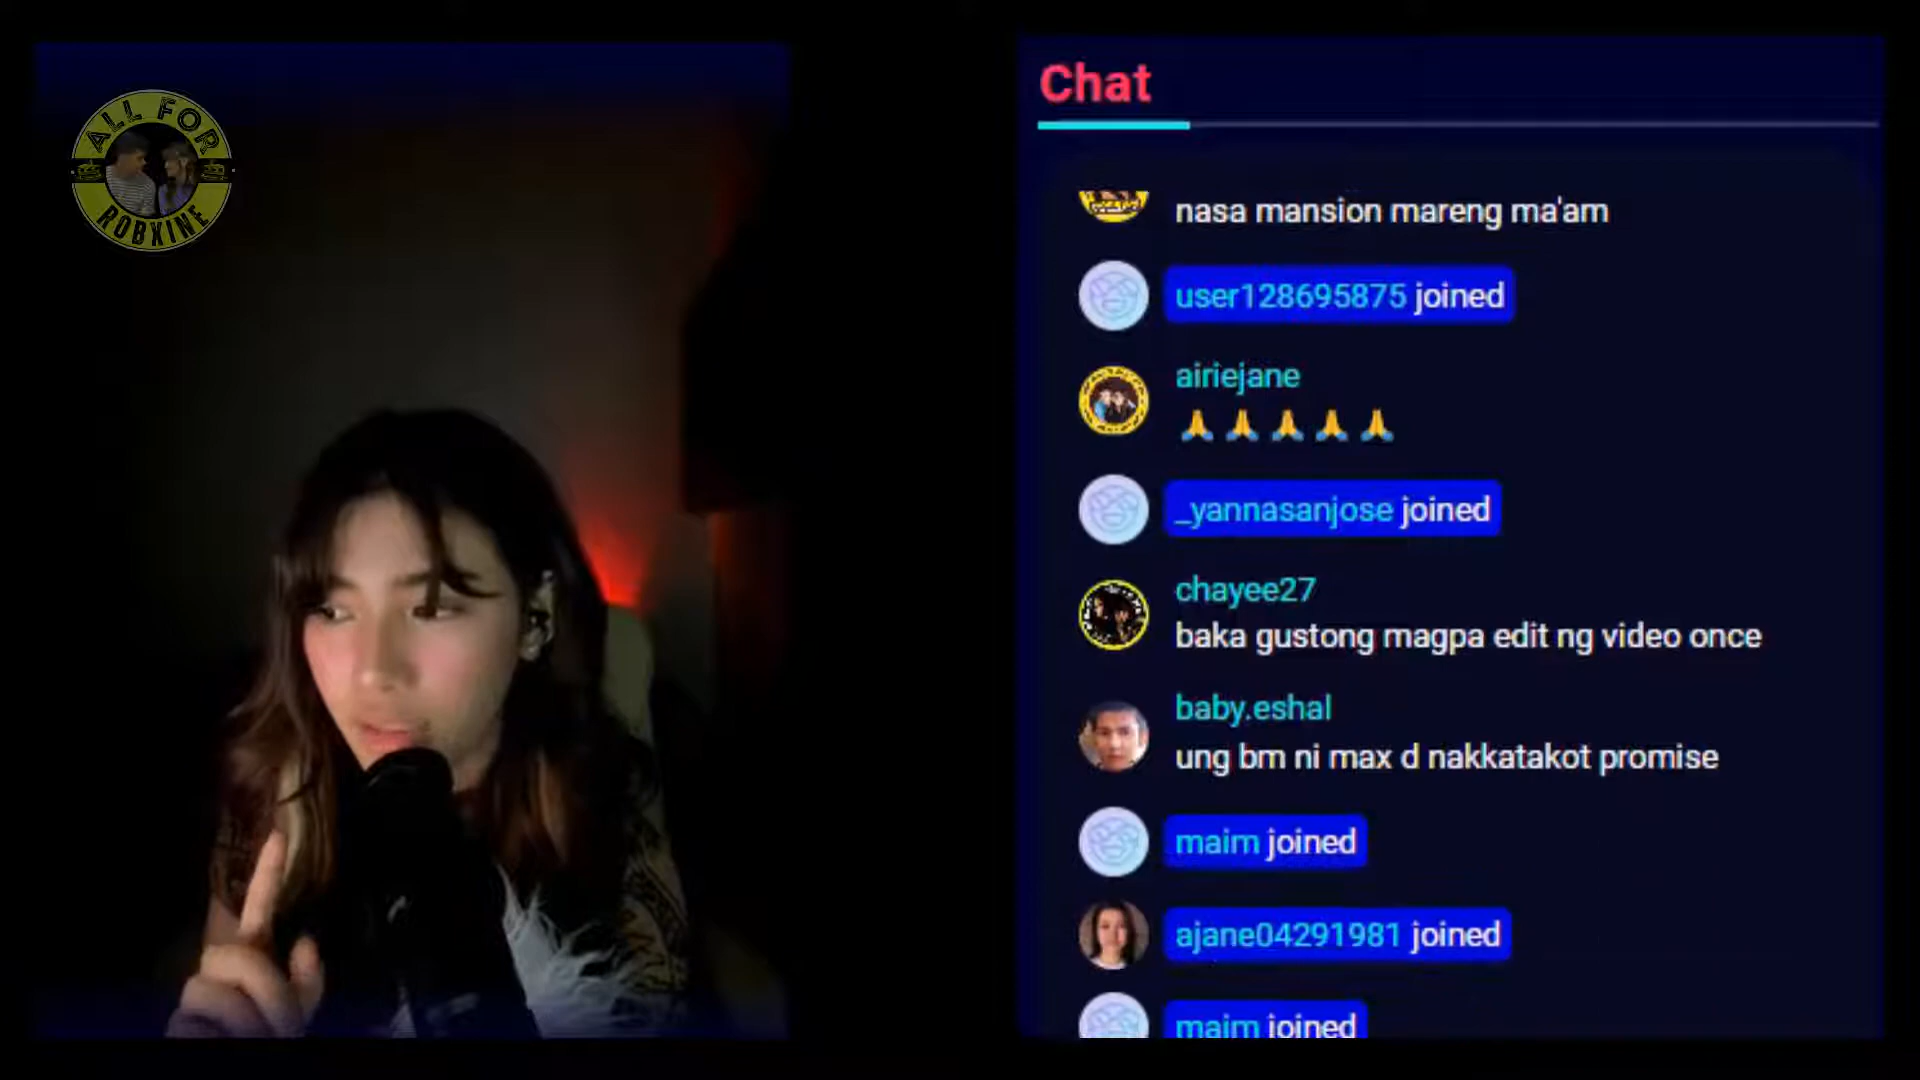 ALL FOR
ROBXINE
Chat
nasa mansion mareng ma'am
user128695875 joined
airiejane
🙏 🙏 🙏 🙏 🙏
_yannasanjose joined
chayee27
baka gustong magpa edit ng video once
baby.eshal
ung bm ni max d nakkatakot promise
maim joined
ajane04291981 joined
maim joined